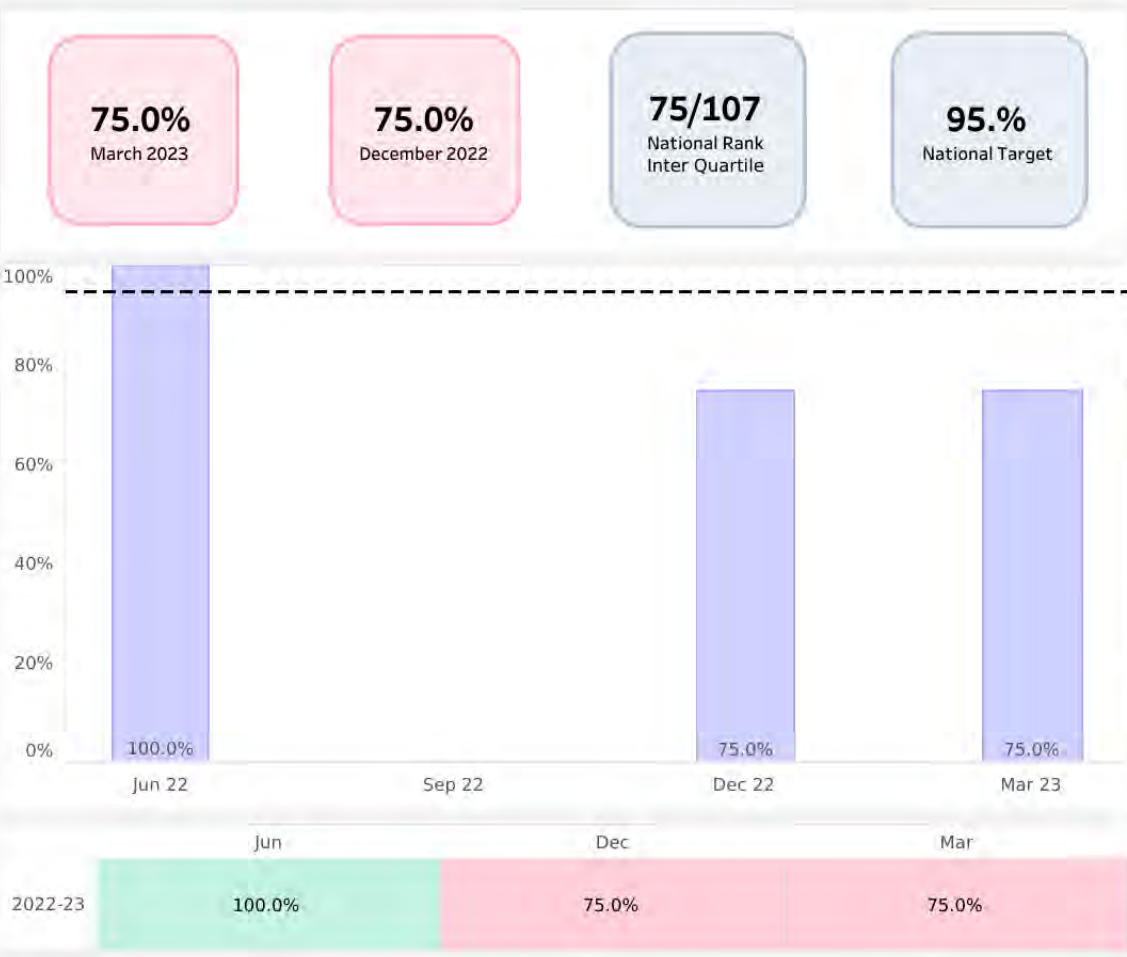 75.0%
March 2023
75.0%
December 2022
75/107
National Rank
Inter Quartile
95.%
National Target
100%
80%
60%
40%
20%
0%
100.0%
75.0%
75.0%
Jun 22
Sep 22
Dec 22
Mar 23
Jun
Dec
Mar
2022-23
100.0%
75.0%
75.0%